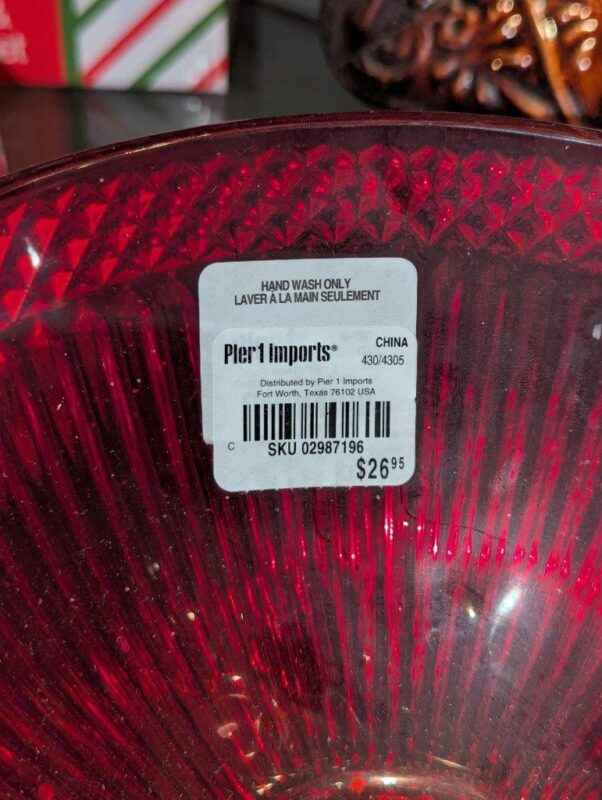 HAND WASH ONLY
LAVER A LA MAIN SEULEMENT
Pier 1 imports®
CHINA
430/4305
Distributed by Pier 1 Imports
Fort Worth, Texas 76102 USA
C
SKU 02987196
$26.95